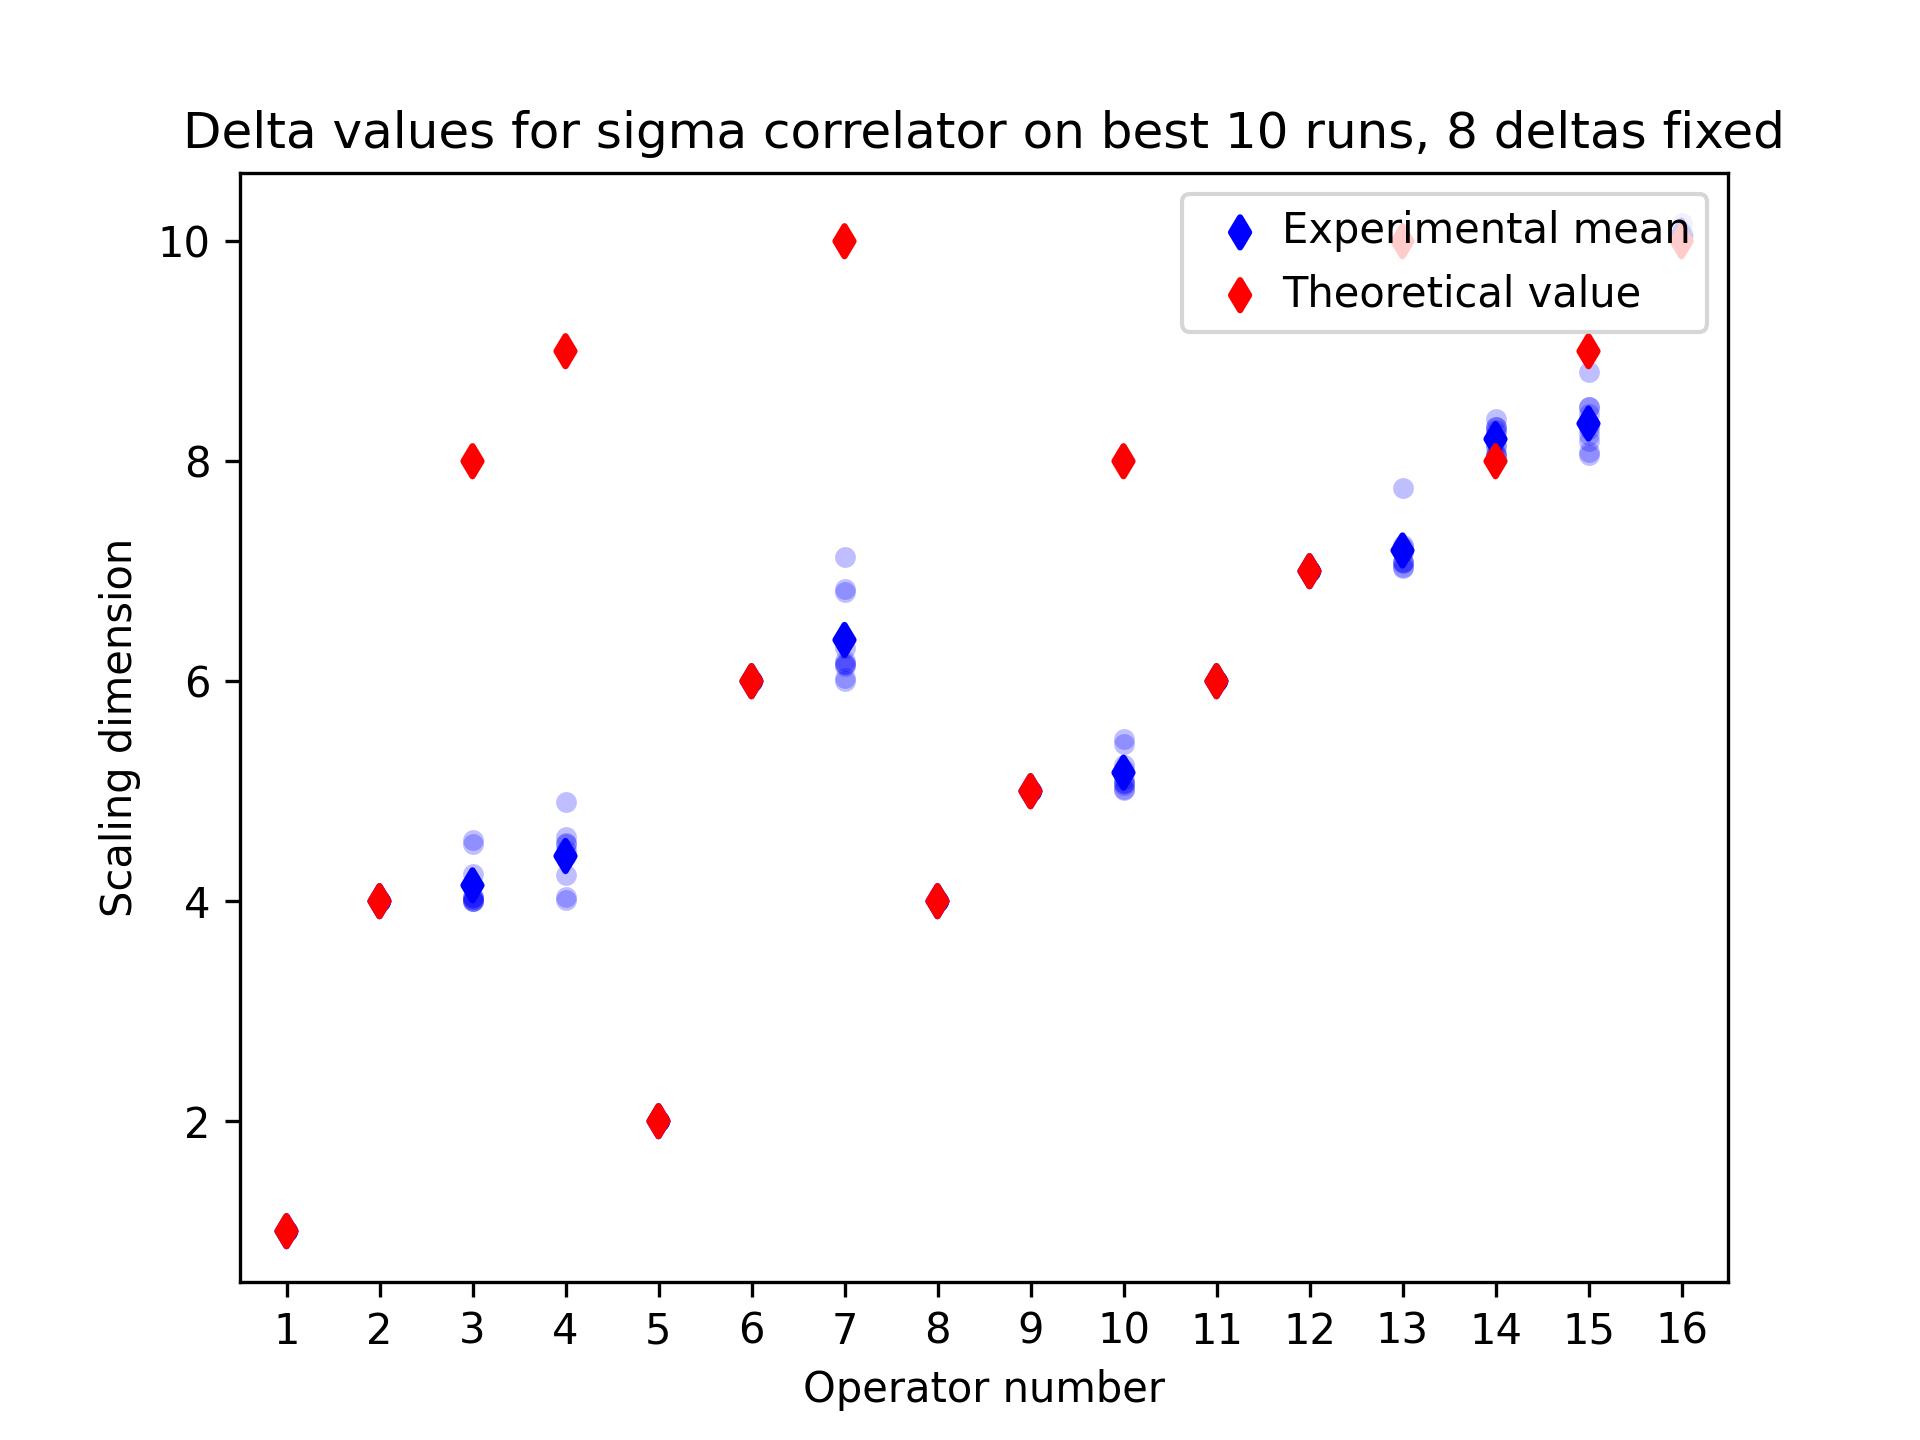 Delta values for sigma correlator on best 10 runs, 8 deltas fixed
Experimental mean
Theoretical value
10
8
6
4
2
Scaling dimension
1 2 3 4 5 6 7 8 9 10 11 12 13 14 15 16
Operator number